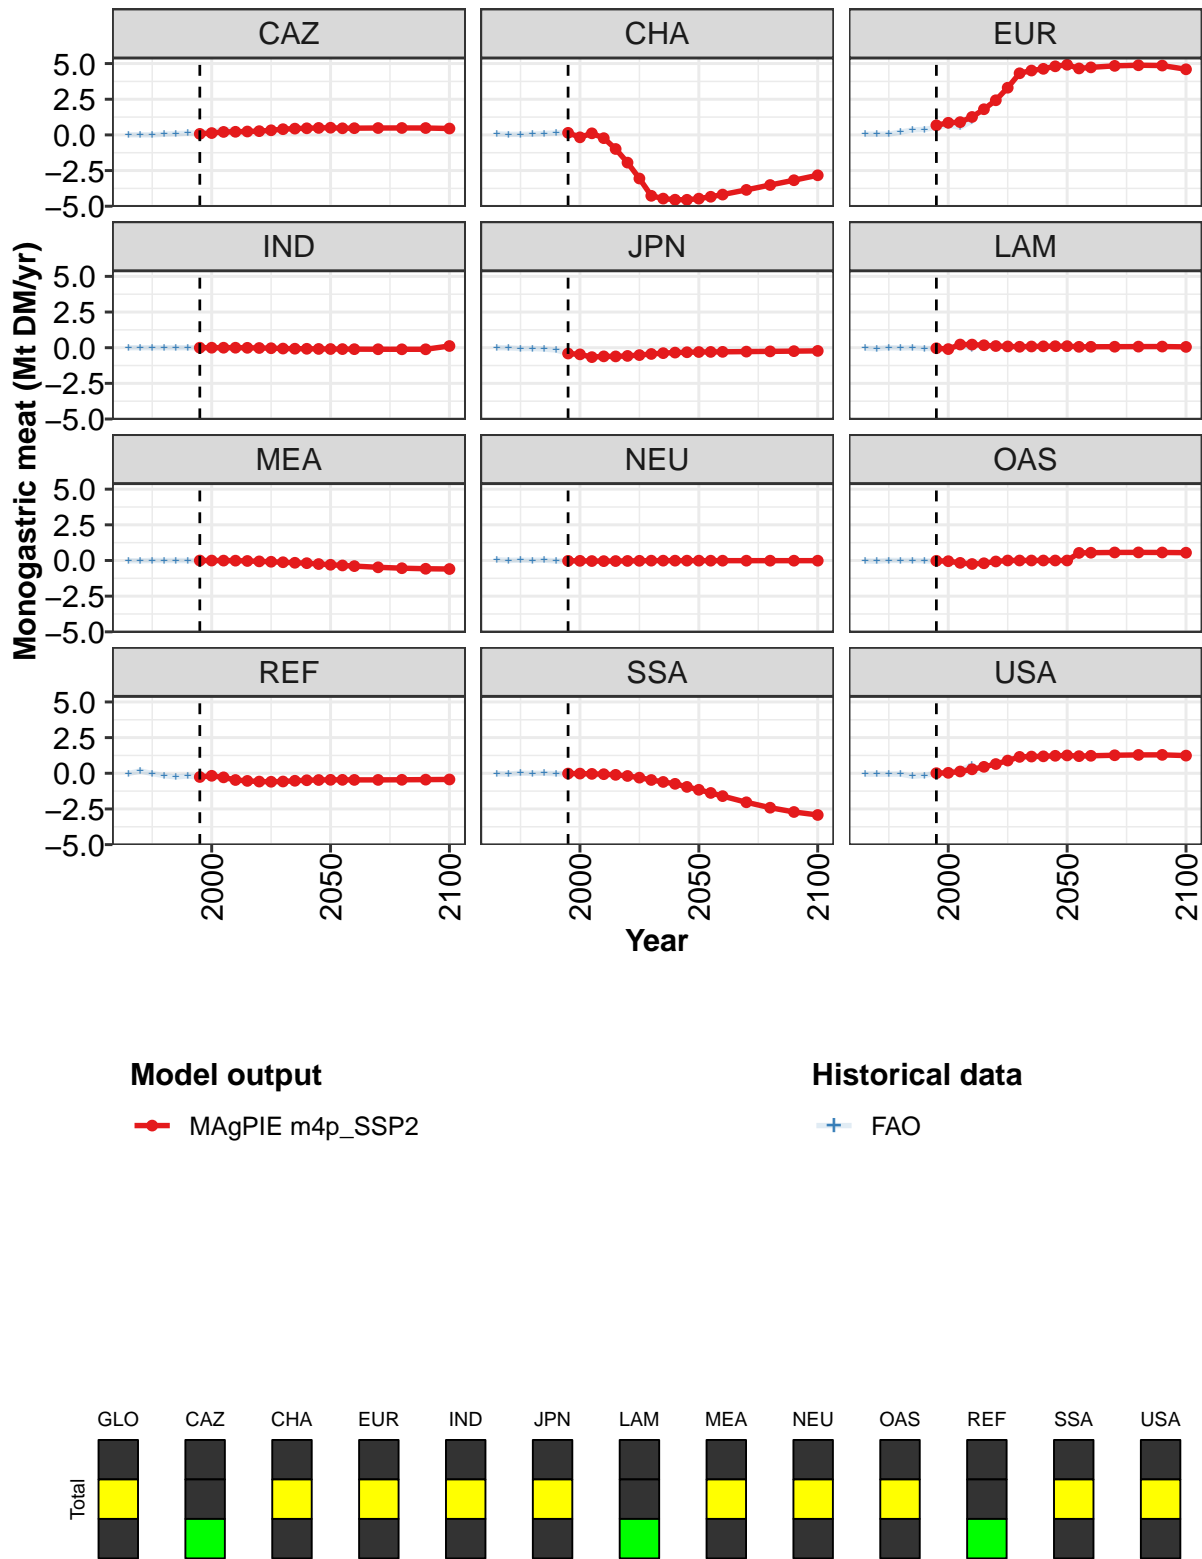 CAZ CHA EUR
5.0
2.5
0.0
−2.5
−5.0
IND JPN LAM
5.0
2.5
0.0
−2.5
−5.0
MEA NEU OAS
5.0
2.5
0.0
−2.5
−5.0
REF SSA USA
5.0
2.5
0.0
−2.5
−5.0
Monogastric meat (Mt DM/yr)
2000 2050 2100 2000 2050 2100 2000 2050 2100
Year
Model output Historical data
MAgPIE m4p_SSP2 FAO
GLO CAZ CHA EUR IND JPN LAM MEA NEU OAS REF SSA USA
Total